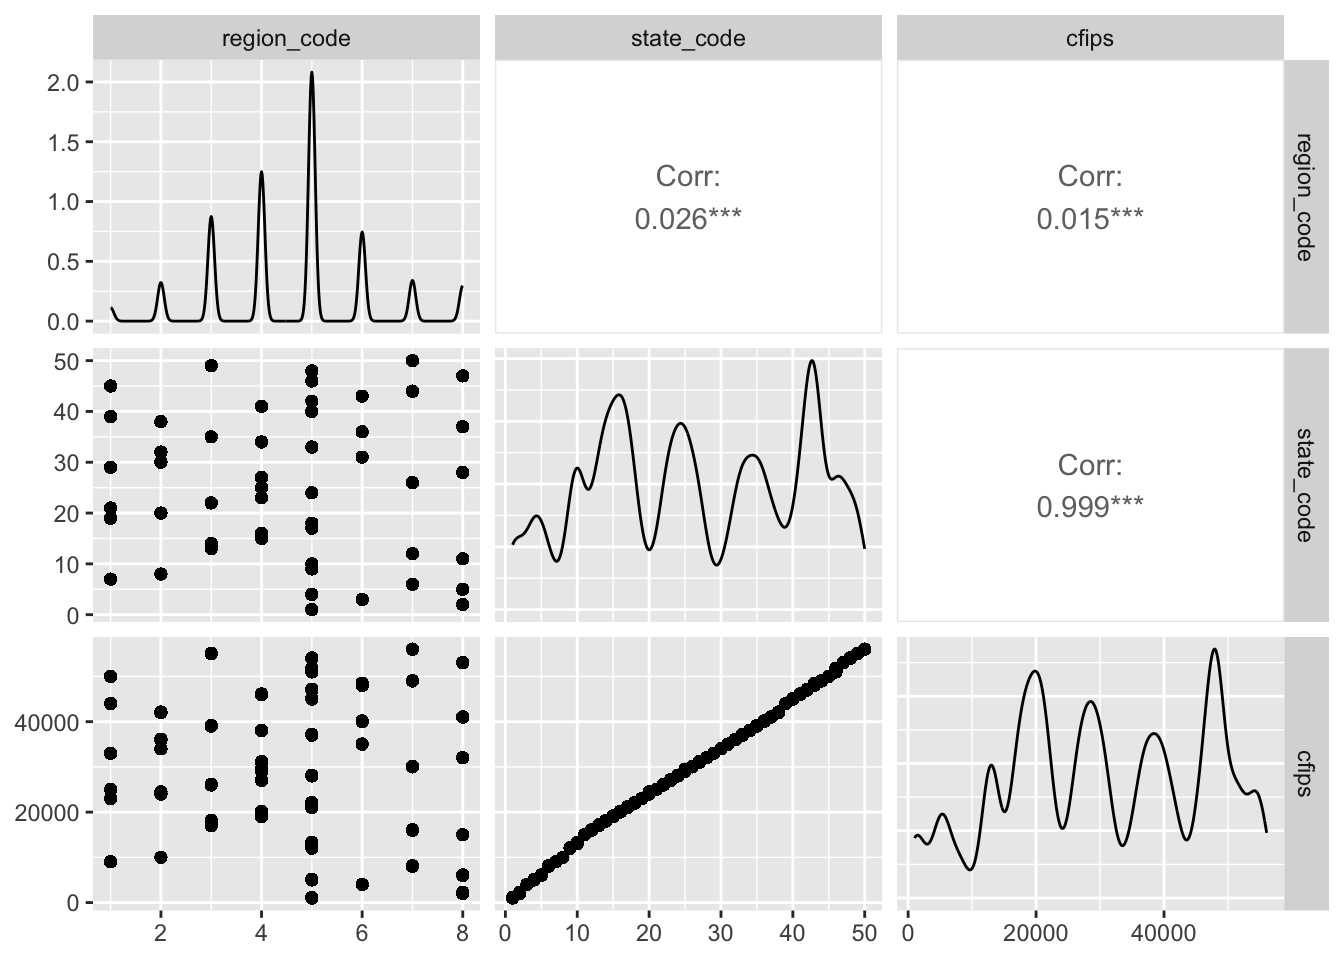 region_code
state_code
cfips
2.0
1.5
1.0
0.5
0.0
Corr:
0.026***
Corr:
0.015***
region_code
50
40
30
20
10
0
Corr:
0.999***
state_code
40000
20000
0
cfips
2 4 6 8
0 10 20 30 40 50
0 20000 40000